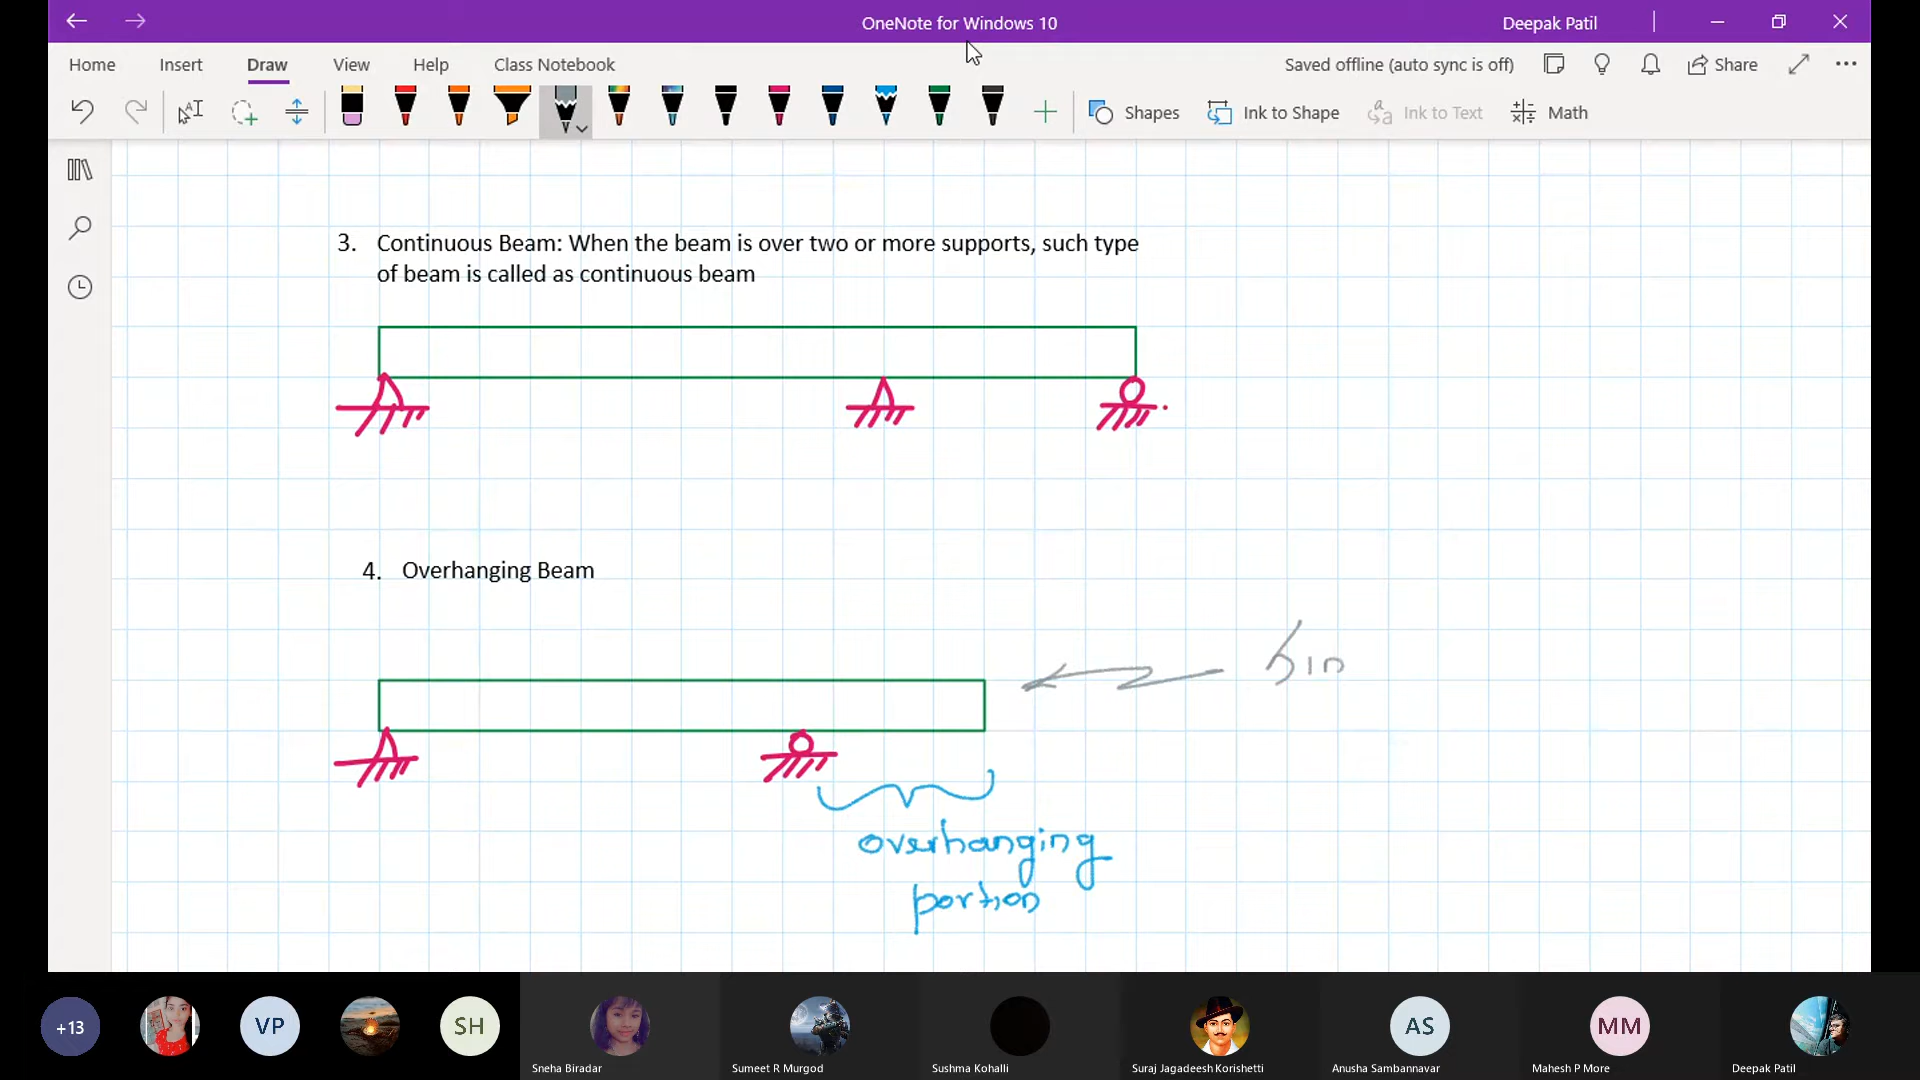 OneNote for Windows 10
Deepak Patil
Home Insert Draw View Help Class Notebook
Saved offline (auto sync is off)
Share
Shapes
Ink to Shape
Ink to Text
Math
3. Continuous Beam: When the beam is over two or more supports, such type
of beam is called as continuous beam
4. Overhanging Beam
overhanging
portion
+13
VP
SH
AS
MM
Sneha Biradar
Sumeet R Murgod
Sushma Kohalli
Suraj Jagadeesh Korishetti
Anusha Sambannavar
Mahesh P More
Deepak Patil